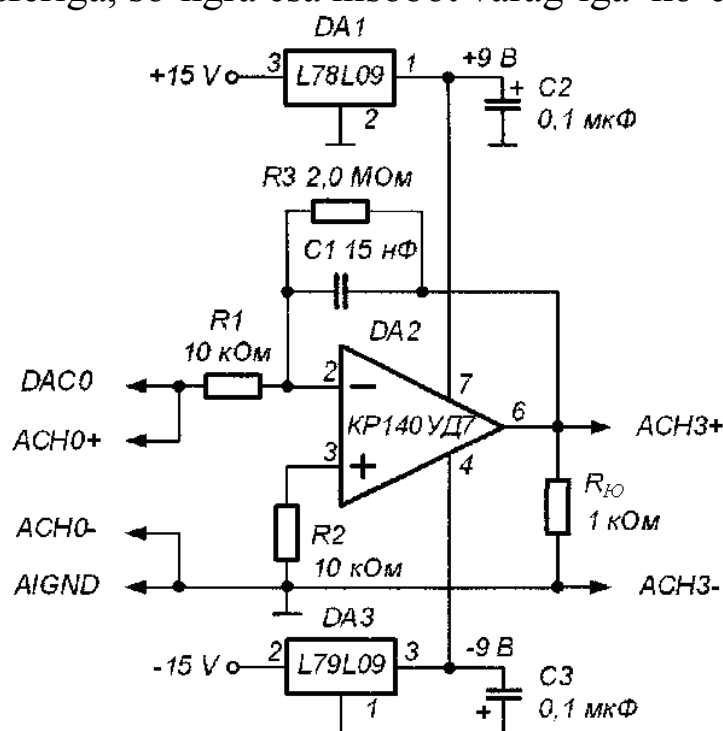 DA1
+15 V 3 L78L09 1 +9 В
2
+ C2
0,1 мкФ
R3 2,0 МОм
C1 15 нФ
R1
10 кОм
DA2
DAC0 2 − 7
КР140УД7 6 ACH3+
ACH0+
3 + 4
ACH0-
R2
10 кОм
RЮ
1 кОм
AIGND ACH3-
DA3
-15 V 2 L79L09 3 -9 В
1
C3
+ 0,1 мкФ